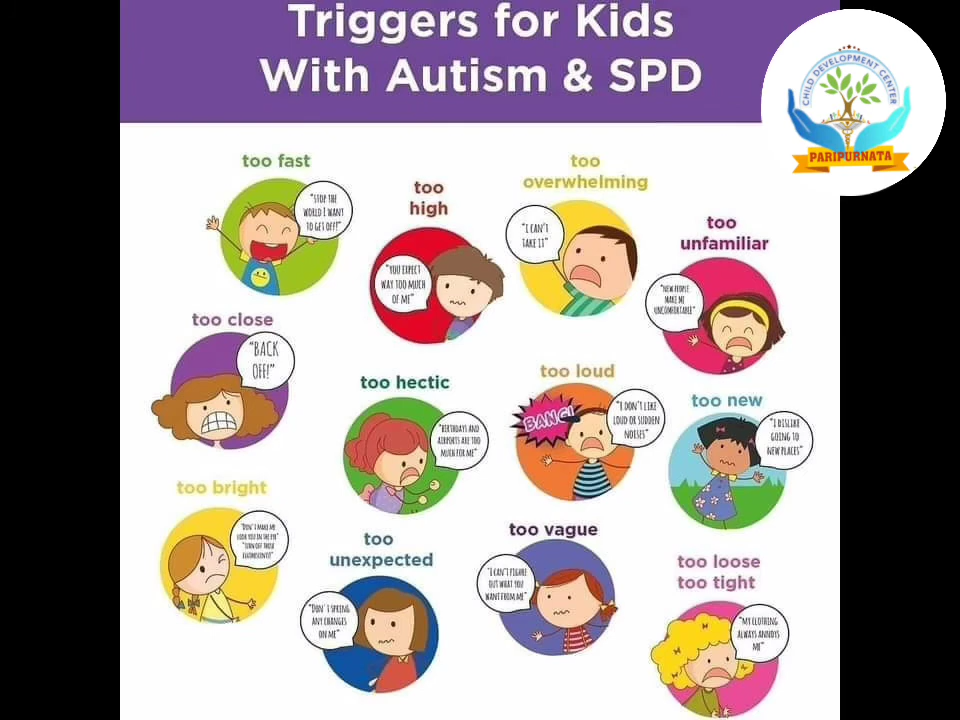 Triggers for Kids
With Autism & SPD
CHILD DEVELOPMENT CENTER
PARIPURNATA
too fast
"STOP THE
WORLD I WANT
TO GET OFF!"
too
high
"YOU EXPECT
WAY TOO MUCH
OF ME"
too
overwhelming
"I CAN'T
TAKE IT"
too
unfamiliar
"NEW PEOPLE
MAKE ME
UNCOMFORTABLE"
too close
"BACK
OFF!"
too hectic
"BIRTHDAYS AND
AIRPORTS ARE TOO
MUCH FOR ME"
too loud
BANG!
"I DON'T LIKE
LOUD OR SUDDEN
NOISES"
too new
"I DISLIKE
GOING TO
NEW PLACES"
too bright
"DON'T MAKE ME
LOOK YOU IN THE EYE"
"TURN OFF THOSE
FLUORESCENTS!"
too
unexpected
"DON'T SPRING
ANY CHANGES
ON ME"
too vague
"I CAN'T FIGURE
OUT WHAT YOU
WANT FROM ME"
too loose
too tight
"MY CLOTHING
ALWAYS ANNOYS
ME"